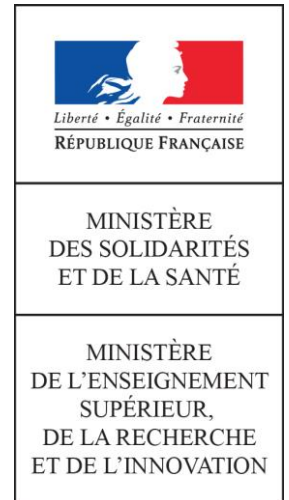 Liberté • Égalité • Fraternité
RÉPUBLIQUE FRANÇAISE
MINISTÈRE
DES SOLIDARITÉS
ET DE LA SANTÉ
MINISTÈRE
DE L'ENSEIGNEMENT
SUPÉRIEUR,
DE LA RECHERCHE
ET DE L'INNOVATION